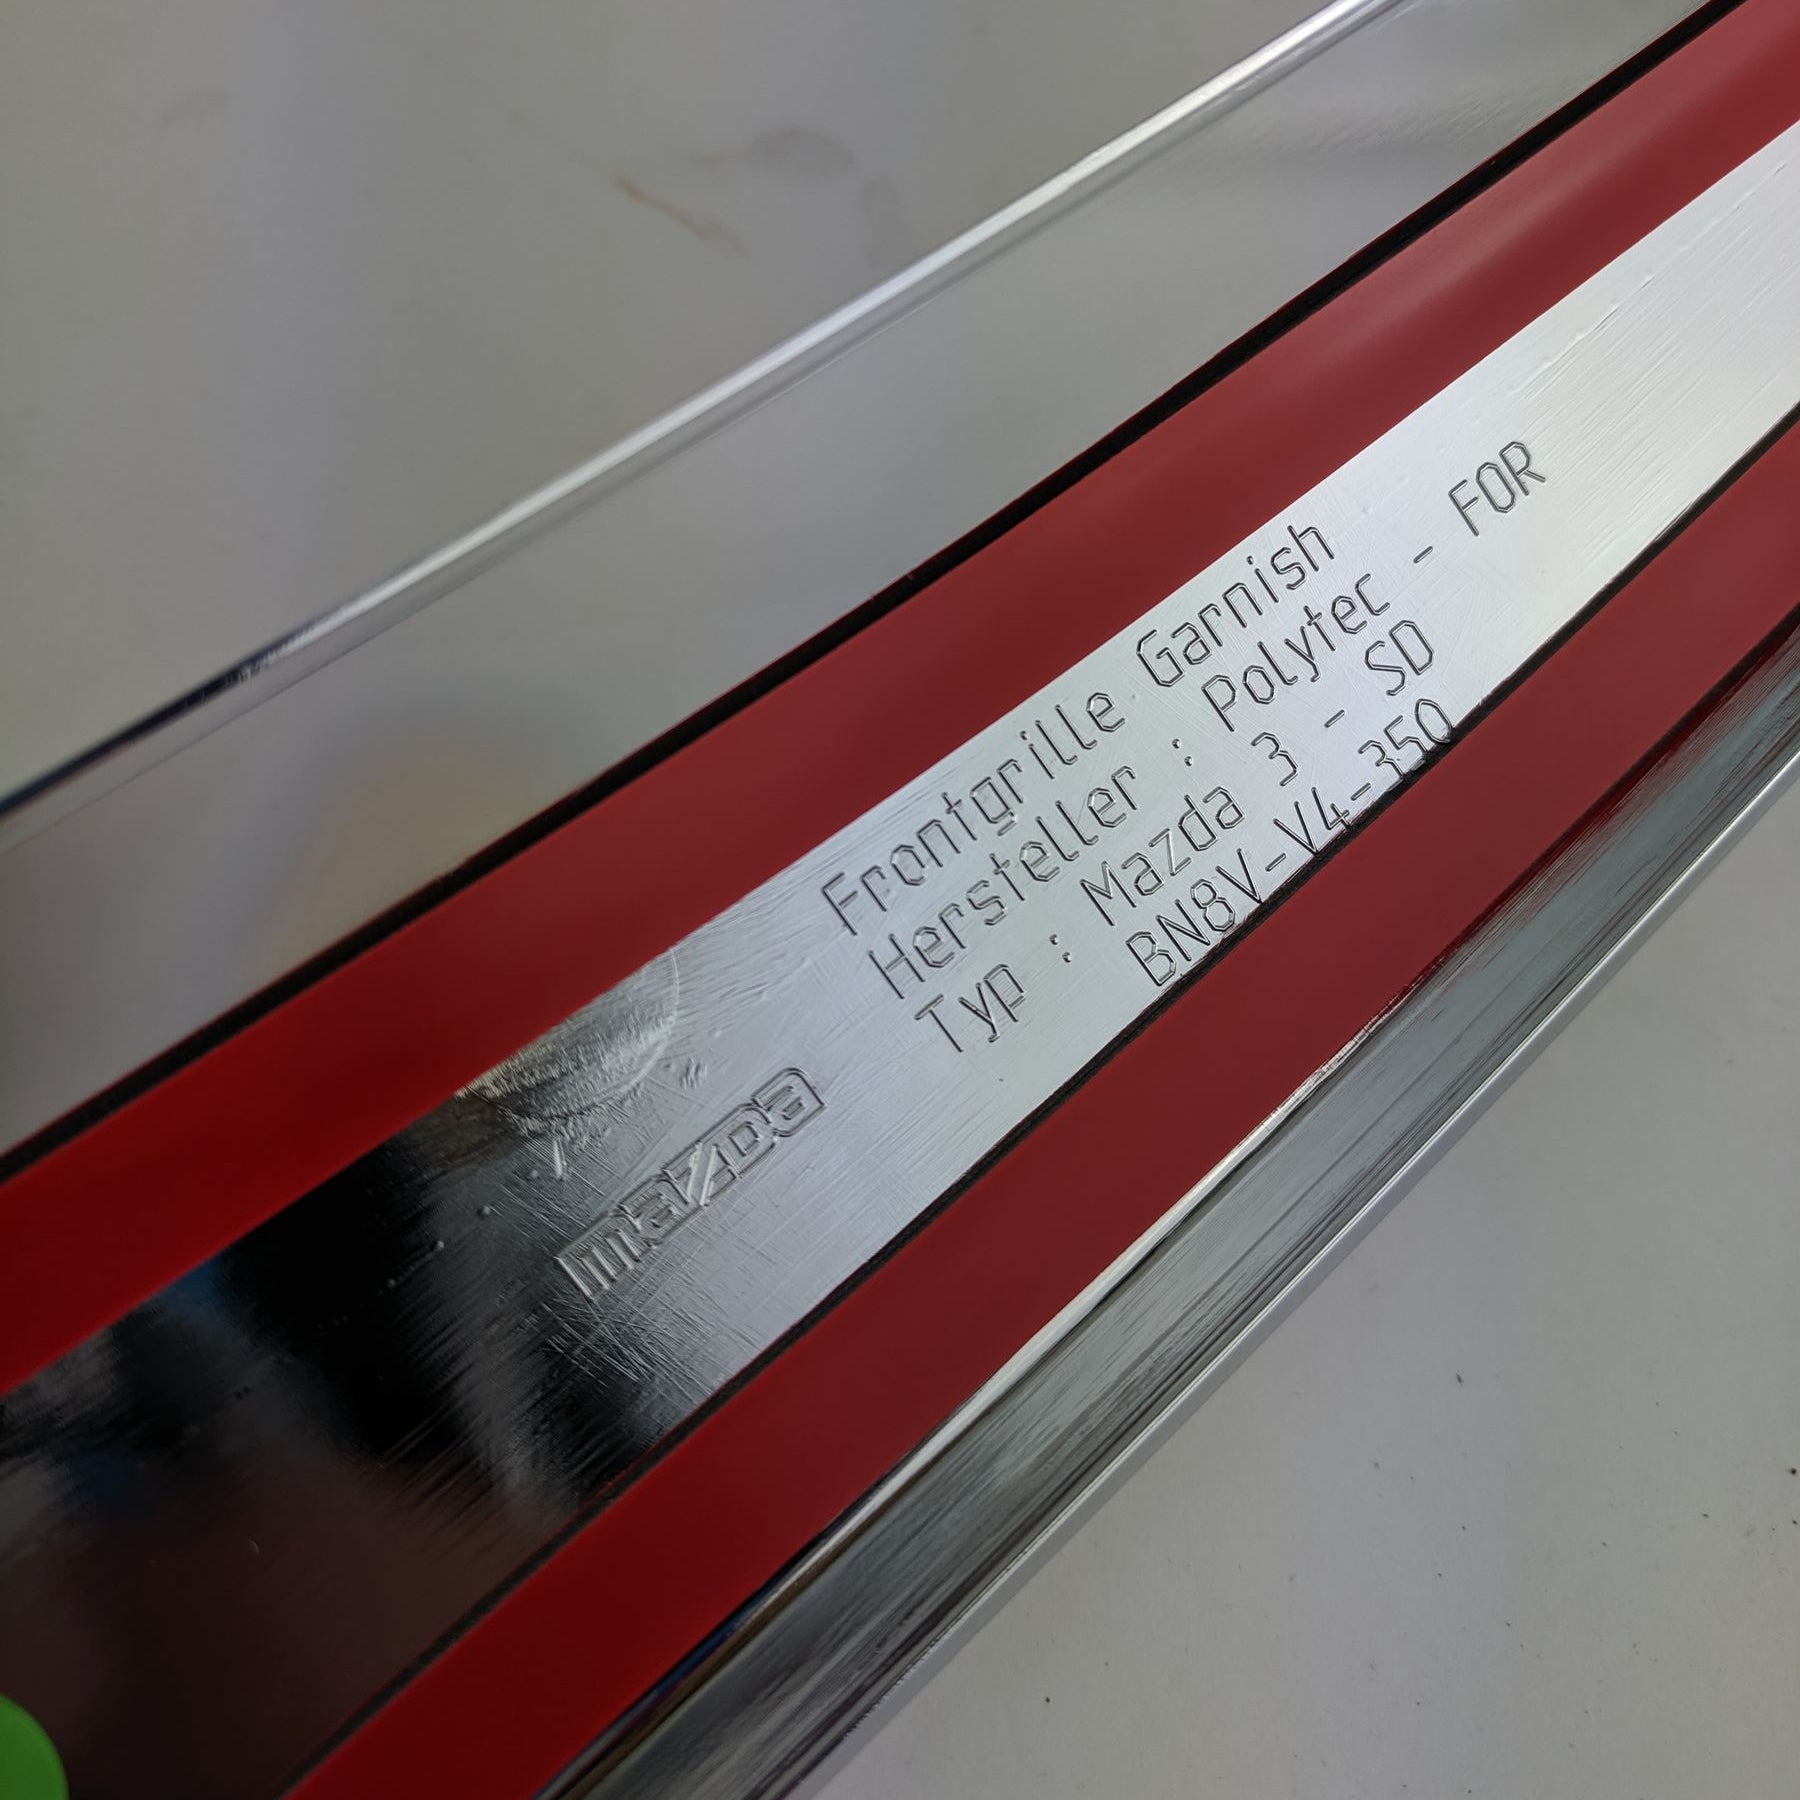 Frontgrille Garnish
Hersteller : Polytec - FOR
Typ : Mazda 3 - SD
BN8V-V4-350
mazda